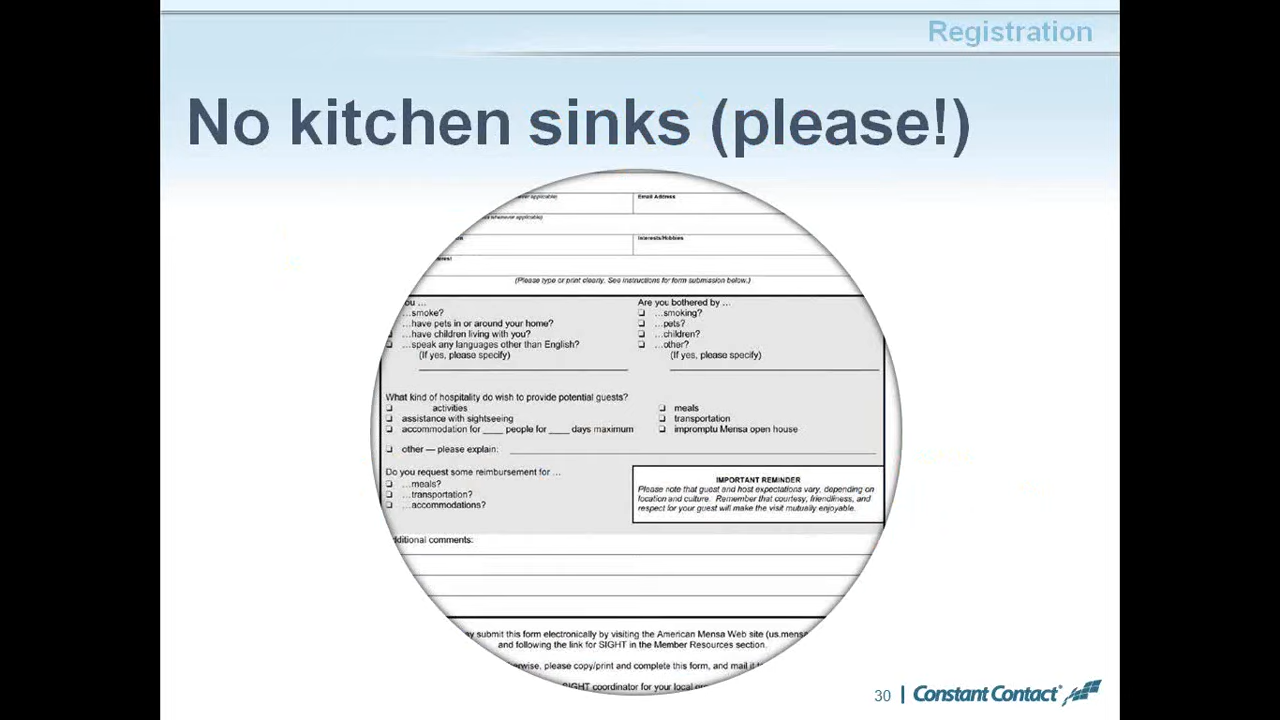 Registration
No kitchen sinks (please!)
applicable)
Email Address
whenever applicable)
Interests/Hobbies
(Please type or print clearly. See instructions for form submission below.)
ou …
Are you bothered by …
…smoke?
…smoking?
…have pets in or around your home?
…pets?
…have children living with you?
…children?
…speak any languages other than English?
…other?
(If yes, please specify)
(If yes, please specify)
What kind of hospitality do wish to provide potential guests?
activities
meals
assistance with sightseeing
transportation
accommodation for ____ people for ____ days maximum
impromptu Mensa open house
other — please explain:
Do you request some reimbursement for …
…meals?
…transportation?
…accommodations?
IMPORTANT REMINDER
Please note that guest and host expectations vary, depending on
location and culture. Remember that courtesy, friendliness, and
respect for your guest will make the visit mutually enjoyable.
dditional comments:
submit this form electronically by visiting the American Mensa Web site (us.mensa
and following the link for SIGHT in the Member Resources section.
therwise, please copy/print and complete this form, and mail it
SIGHT coordinator for your local
30 | Constant Contact